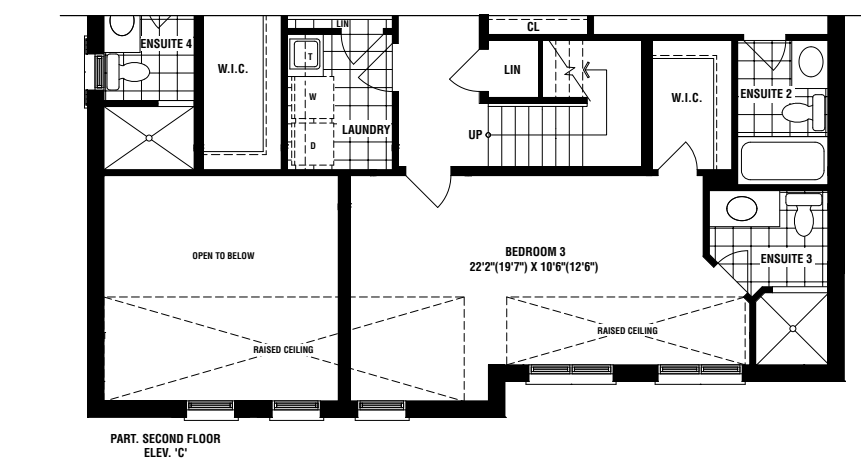 LIN
CL
ENSUITE 4
W.I.C.
T
LIN
W
W.I.C.
ENSUITE 2
LAUNDRY
UP
D
BEDROOM 3
22'2"(19'7") X 10'6"(12'6")
OPEN TO BELOW
ENSUITE 3
RAISED CEILING
RAISED CEILING
PART. SECOND FLOOR
ELEV. 'C'